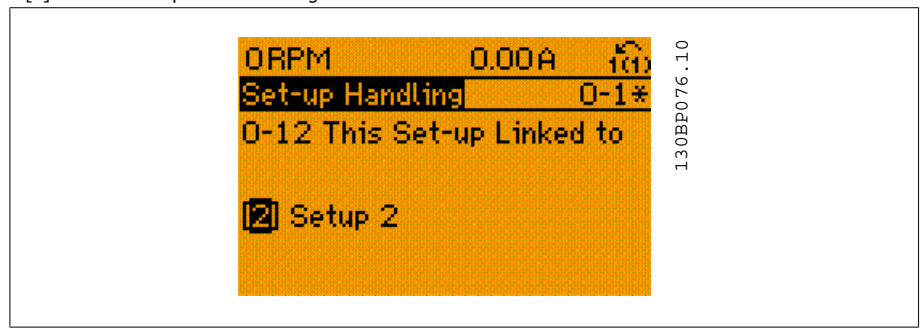 0RPM 0.00A 1(1)
Set-up Handling 0-1*
0-12 This Set-up Linked to
[2] Setup 2
130BP076.10